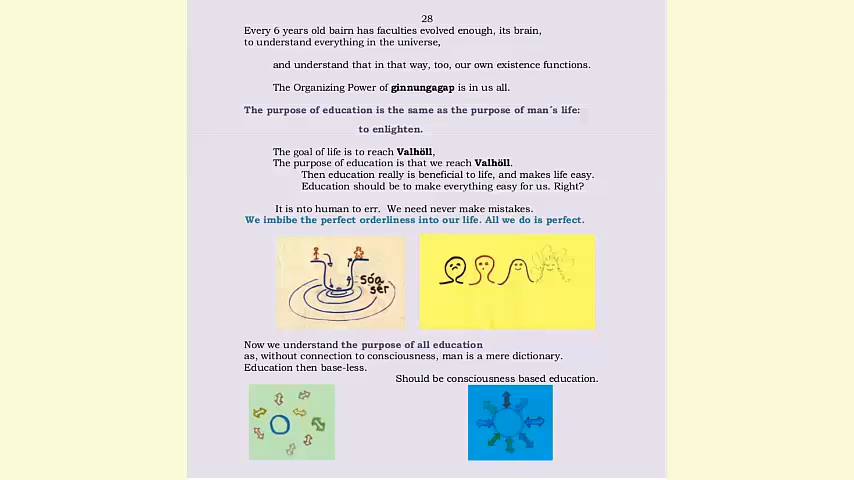 28
Every 6 years old bairn has faculties evolved enough, its brain,
to understand everything in the universe,
and understand that in that way, too, our own existence functions.
The Organizing Power of ginnungagap is in us all.
The purpose of education is the same as the purpose of man´s life:
to enlighten.
The goal of life is to reach Valhöll,
The purpose of education is that we reach Valhöll.
Then education really is beneficial to life, and makes life easy.
Education should be to make everything easy for us. Right?
It is nto human to err.  We need never make mistakes.
We imbibe the perfect orderliness into our life. All we do is perfect.
sóa
sér
Now we understand the purpose of all education
as, without connection to consciousness, man is a mere dictionary.
Education then base-less.
Should be consciousness based education.